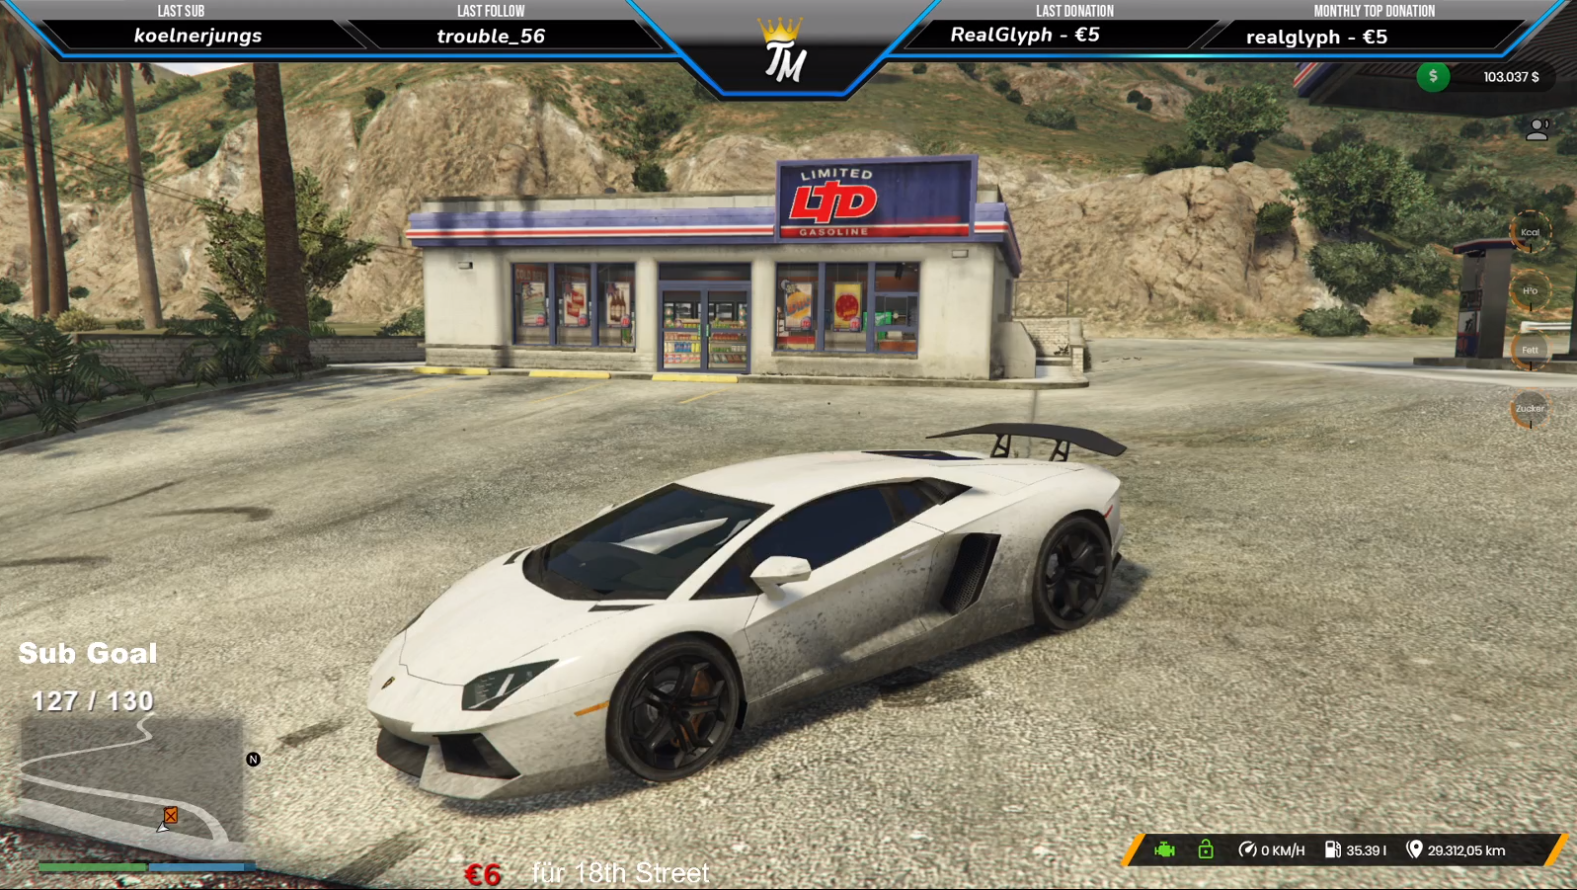 LAST SUB
koelnerjungs
LAST FOLLOW
trouble_56
TM
LAST DONATION
RealGlyph - €5
MONTHLY TOP DONATION
realglyph - €5
$
103.037 $
LIMITED
LTD
GASOLINE
Kcal
H²o
Fett
Zucker
Sub Goal
127 / 130
N
0 KM/H
35.39 l
29.312,05 km
€6 für 18th Street